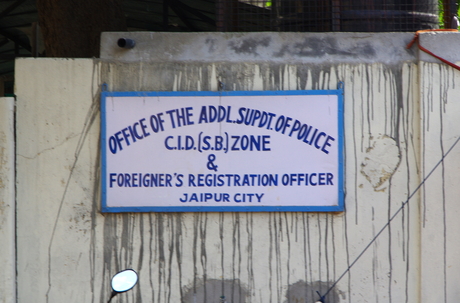 OFFICE OF THE ADDL. SUPDT. OF POLICE
C.I.D. (S.B.) ZONE
&
FOREIGNER'S REGISTRATION OFFICER
JAIPUR CITY